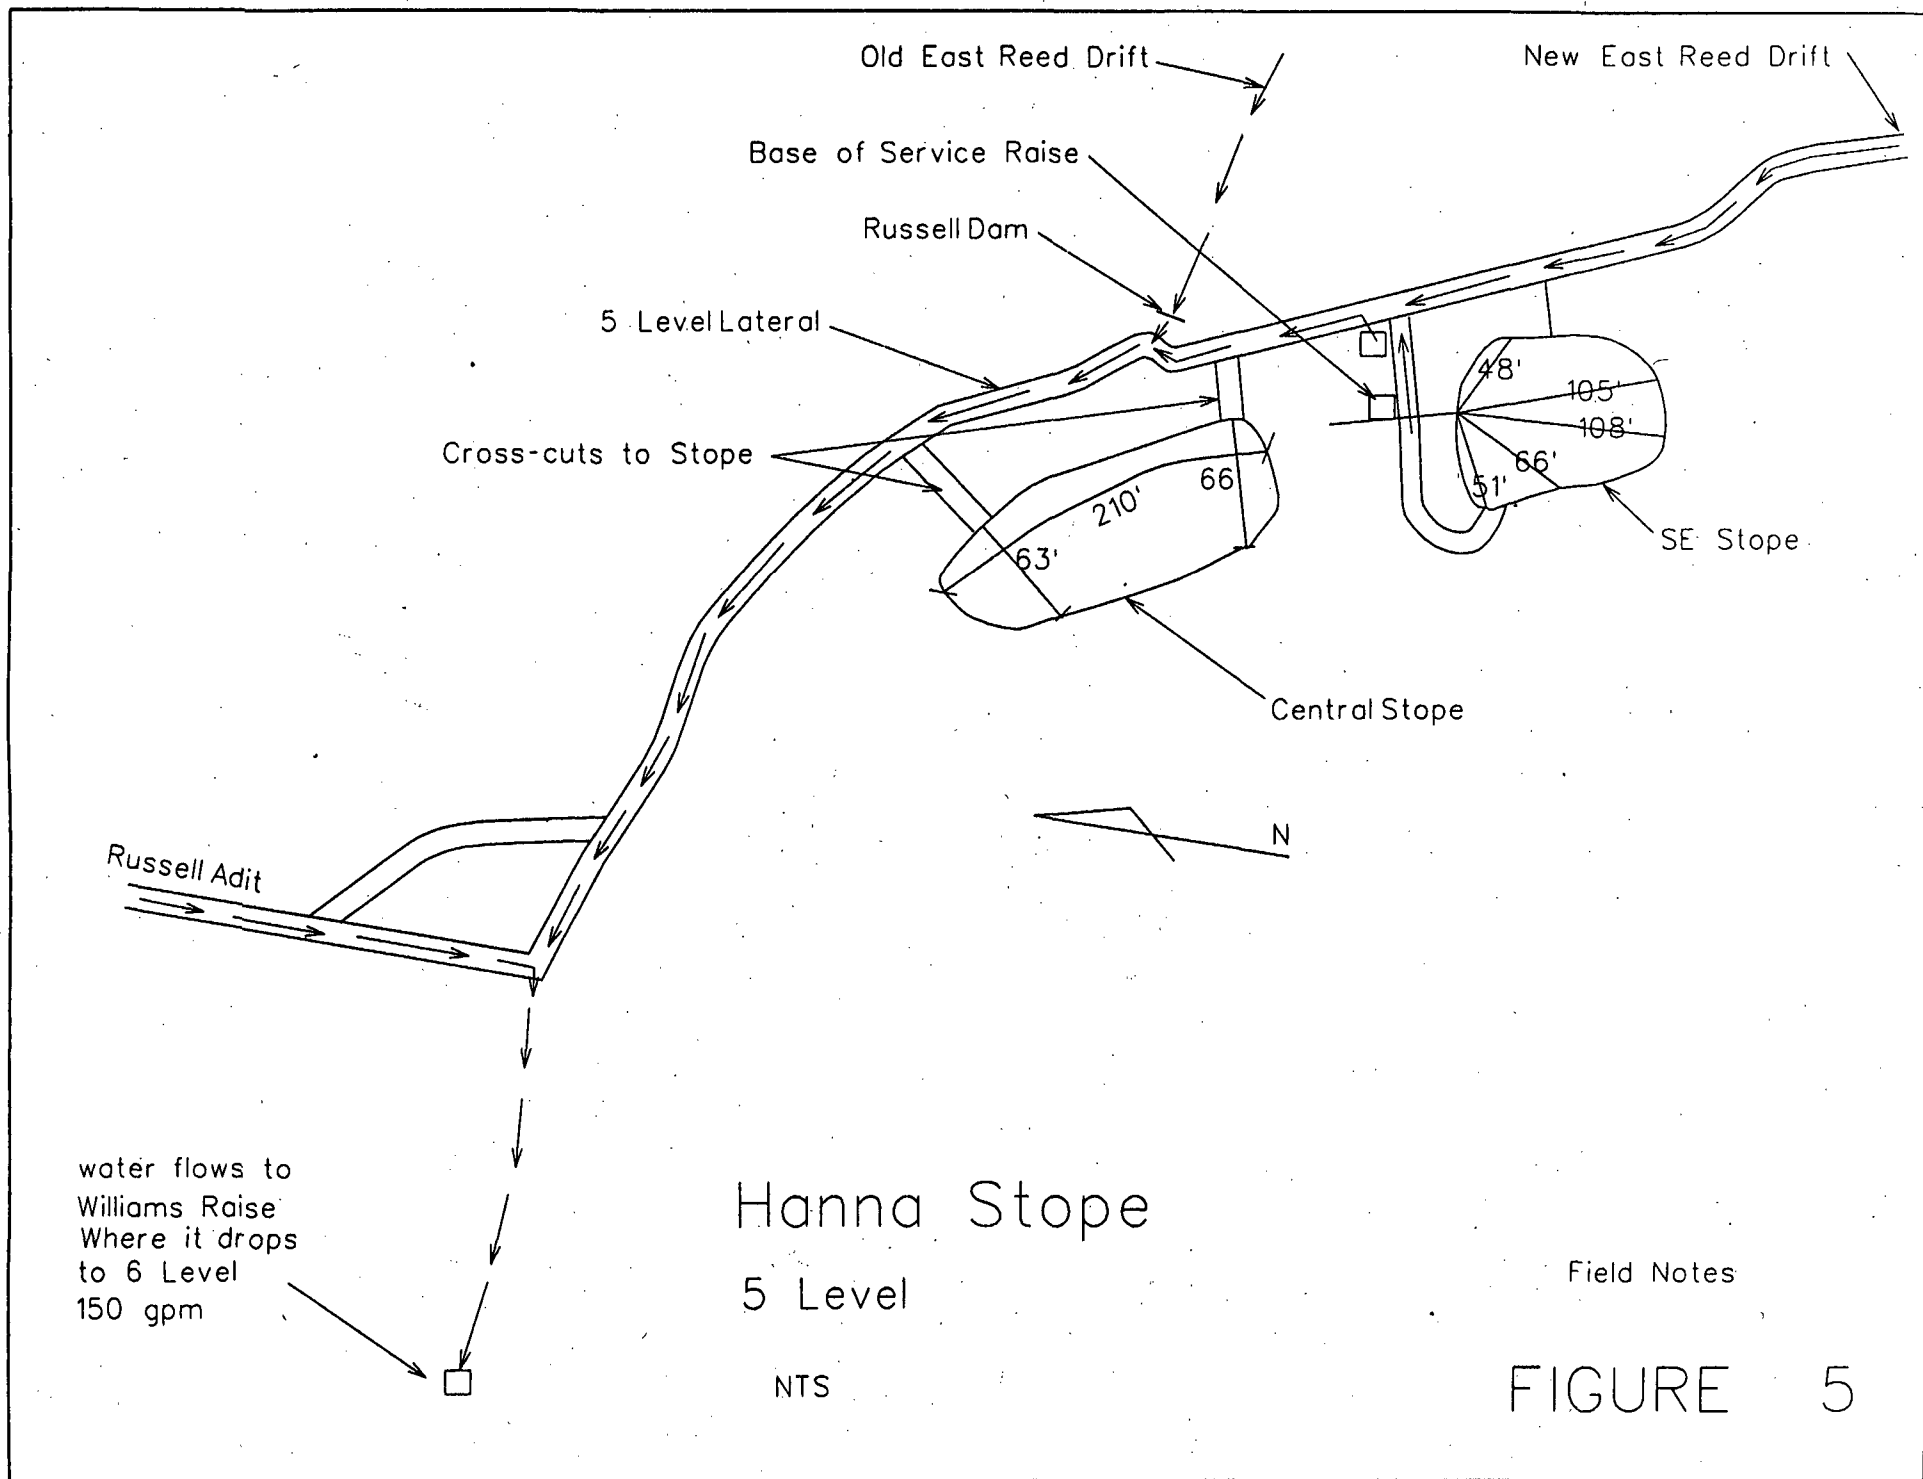 Old East Reed Drift
New East Reed Drift
Base of Service Raise
Russell Dam
5 Level Lateral
48'
105'
108'
66'
51'
Cross-cuts to Stope
66
210'
63'
SE Stope
Central Stope
N
Russell Adit
water flows to
Williams Raise
Where it drops
to 6 Level
150 gpm
Hanna Stope
5 Level
NTS
Field Notes
FIGURE 5